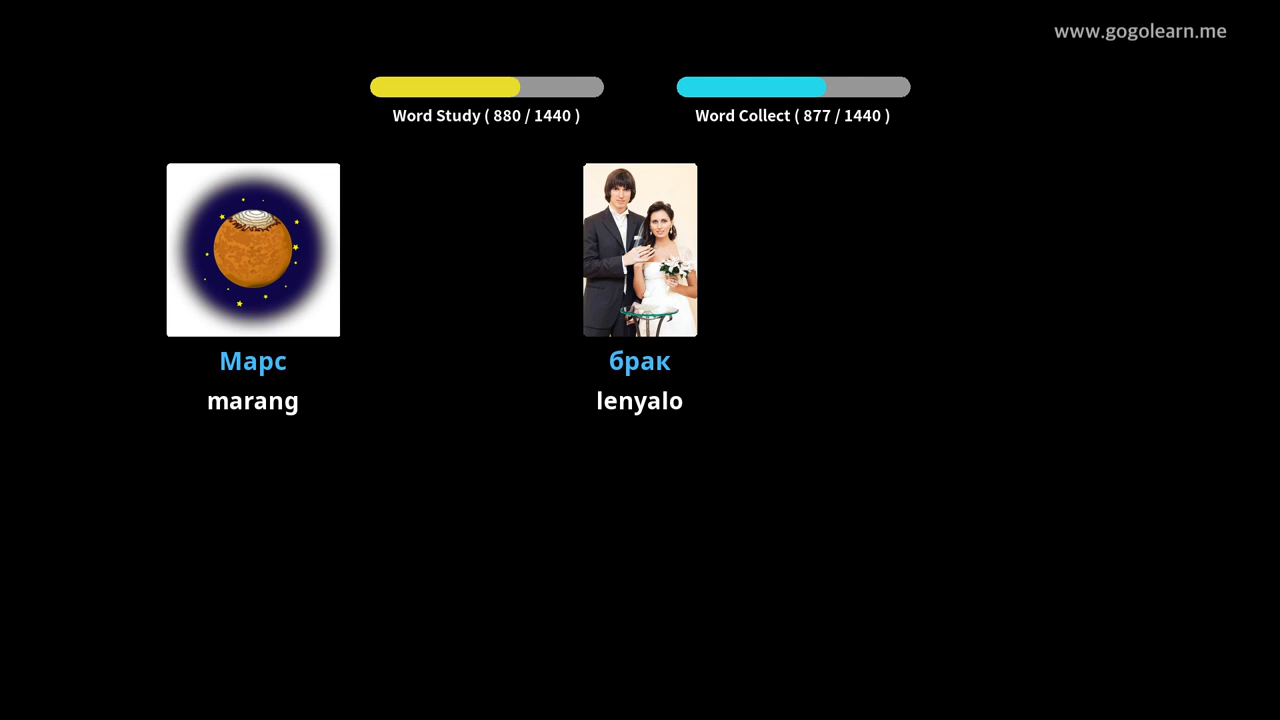 www.gogolearn.me
Word Study ( 880 / 1440 )
Word Collect ( 877 / 1440 )
Марс
marang
брак
lenyalo